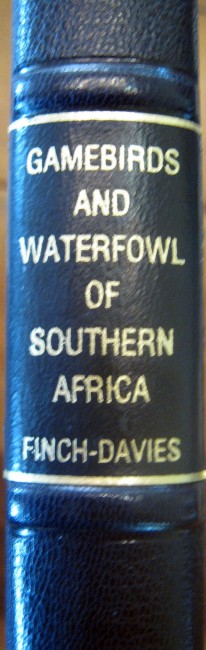 GAMEBIRDS
AND
WATERFOWL
OF
SOUTHERN
AFRICA
FINCH-DAVIES